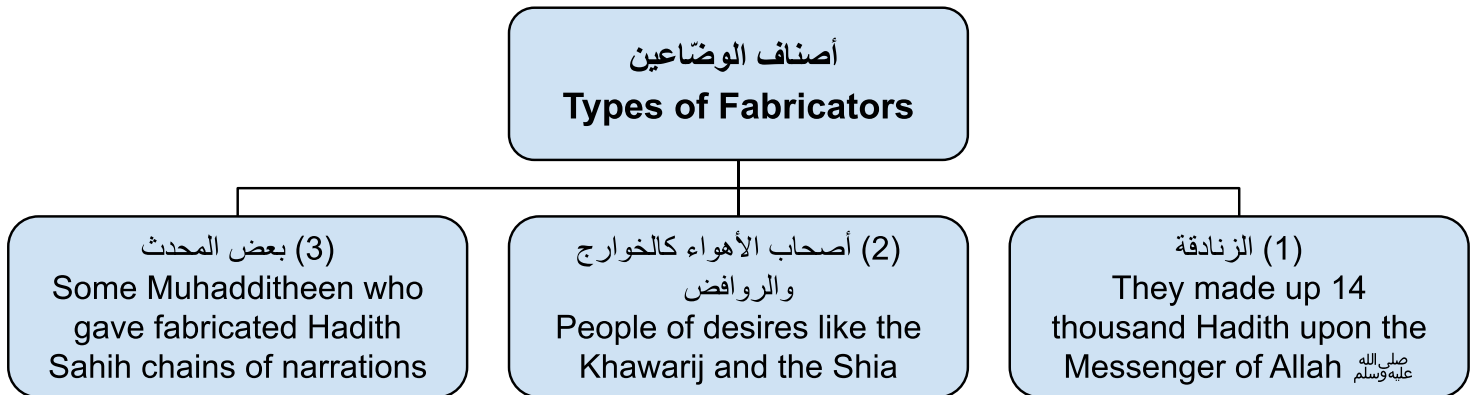 أصناف الوضّاعين
Types of Fabricators
(1) الزنادقة
They made up 14
thousand Hadith upon the
Messenger of Allah ﷺ
(2) أصحاب الأهواء كالخوارج
والروافض
People of desires like the
Khawarij and the Shia
(3) بعض المحدث
Some Muhadditheen who
gave fabricated Hadith
Sahih chains of narrations